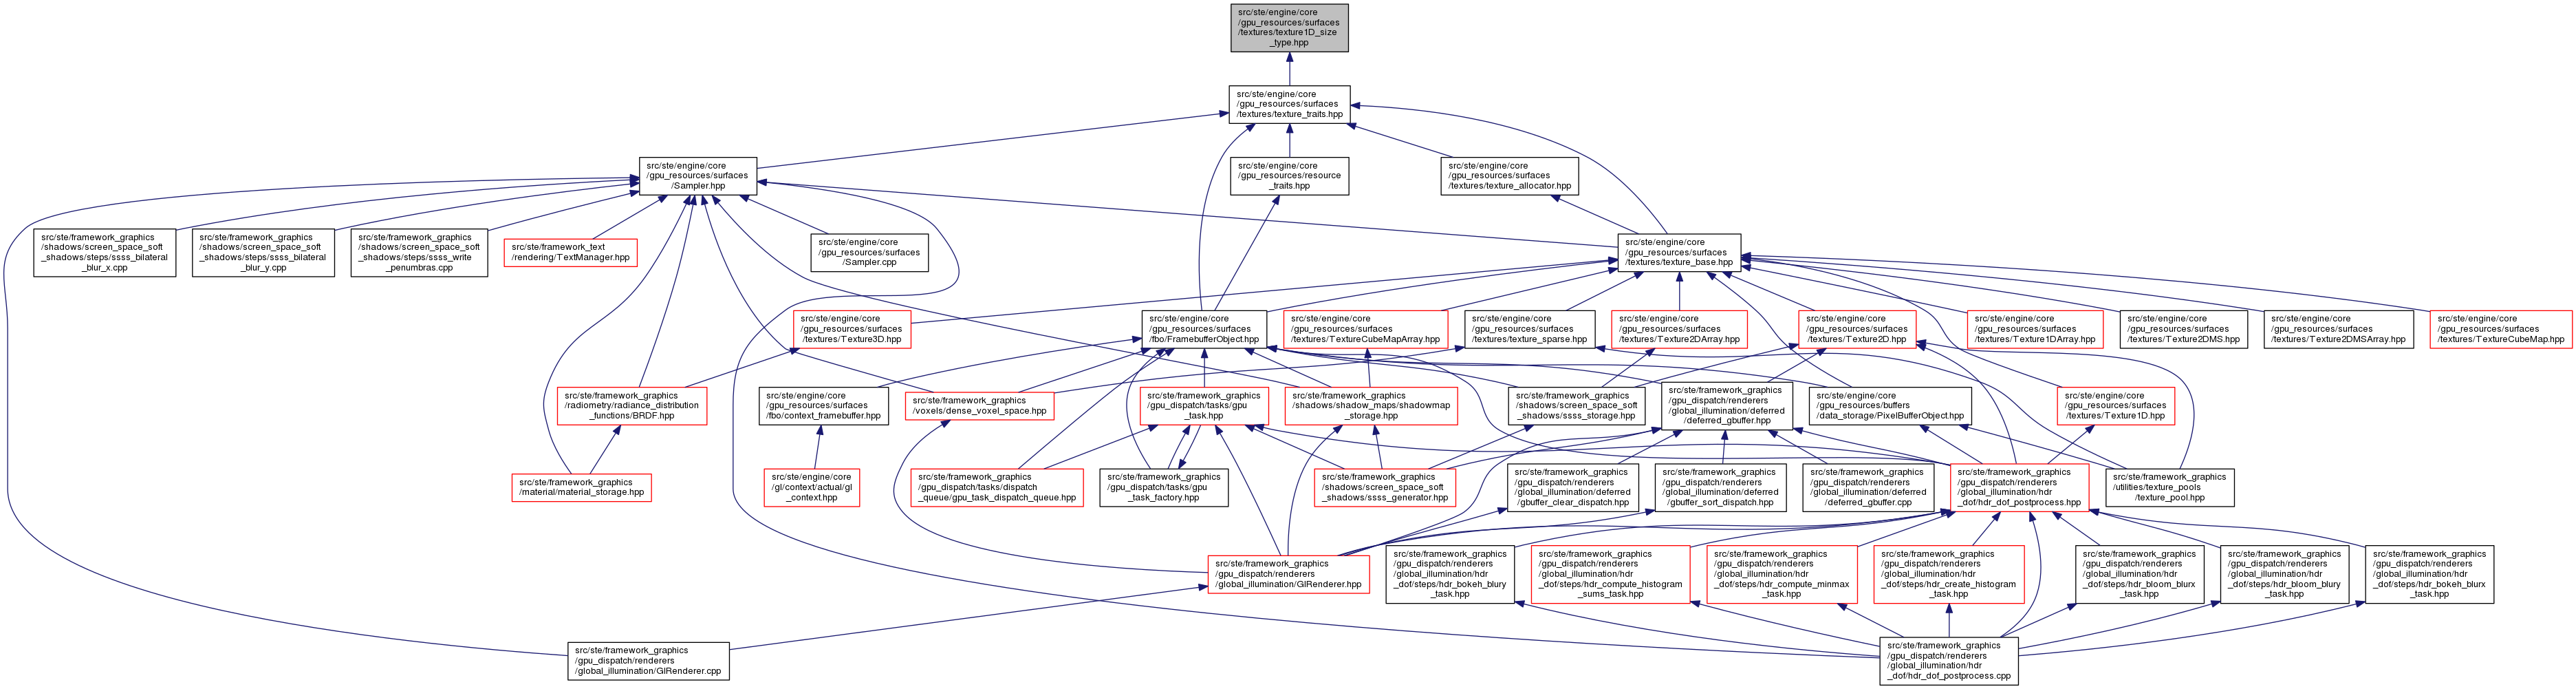 src/ste/engine/core
/gpu_resources/surfaces
/textures/texture1D_size
_type.hpp
src/ste/engine/core
/gpu_resources/surfaces
/textures/texture_traits.hpp
src/ste/engine/core
/gpu_resources/surfaces
/Sampler.hpp
src/ste/engine/core
/gpu_resources/resource
_traits.hpp
src/ste/engine/core
/gpu_resources/surfaces
/textures/texture_allocator.hpp
src/ste/framework_graphics
/shadows/screen_space_soft
_shadows/steps/ssss_bilateral
_blur_x.cpp
src/ste/framework_graphics
/shadows/screen_space_soft
_shadows/steps/ssss_bilateral
_blur_y.cpp
src/ste/framework_graphics
/shadows/screen_space_soft
_shadows/steps/ssss_write
_penumbras.cpp
src/ste/framework_text
/rendering/TextManager.hpp
src/ste/engine/core
/gpu_resources/surfaces
/Sampler.cpp
src/ste/engine/core
/gpu_resources/surfaces
/textures/texture_base.hpp
src/ste/engine/core
/gpu_resources/surfaces
/textures/Texture3D.hpp
src/ste/engine/core
/gpu_resources/surfaces
/fbo/FramebufferObject.hpp
src/ste/engine/core
/gpu_resources/surfaces
/textures/TextureCubeMapArray.hpp
src/ste/engine/core
/gpu_resources/surfaces
/textures/texture_sparse.hpp
src/ste/engine/core
/gpu_resources/surfaces
/textures/Texture2DArray.hpp
src/ste/engine/core
/gpu_resources/surfaces
/textures/Texture2D.hpp
src/ste/engine/core
/gpu_resources/surfaces
/textures/Texture1DArray.hpp
src/ste/engine/core
/gpu_resources/surfaces
/textures/Texture2DMS.hpp
src/ste/engine/core
/gpu_resources/surfaces
/textures/Texture2DMSArray.hpp
src/ste/engine/core
/gpu_resources/surfaces
/textures/TextureCubeMap.hpp
src/ste/framework_graphics
/radiometry/radiance_distribution
_functions/BRDF.hpp
src/ste/engine/core
/gpu_resources/surfaces
/fbo/context_framebuffer.hpp
src/ste/framework_graphics
/voxels/dense_voxel_space.hpp
src/ste/framework_graphics
/gpu_dispatch/tasks/gpu
_task.hpp
src/ste/framework_graphics
/shadows/shadow_maps/shadowmap
_storage.hpp
src/ste/framework_graphics
/shadows/screen_space_soft
_shadows/ssss_storage.hpp
src/ste/framework_graphics
/gpu_dispatch/renderers
/global_illumination/deferred
/deferred_gbuffer.hpp
src/ste/engine/core
/gpu_resources/buffers
/data_storage/PixelBufferObject.hpp
src/ste/engine/core
/gpu_resources/surfaces
/textures/Texture1D.hpp
src/ste/framework_graphics
/material/material_storage.hpp
src/ste/engine/core
/gl/context/actual/gl
_context.hpp
src/ste/framework_graphics
/gpu_dispatch/tasks/dispatch
_queue/gpu_task_dispatch_queue.hpp
src/ste/framework_graphics
/gpu_dispatch/tasks/gpu
_task_factory.hpp
src/ste/framework_graphics
/shadows/screen_space_soft
_shadows/ssss_generator.hpp
src/ste/framework_graphics
/gpu_dispatch/renderers
/global_illumination/deferred
/gbuffer_clear_dispatch.hpp
src/ste/framework_graphics
/gpu_dispatch/renderers
/global_illumination/deferred
/gbuffer_sort_dispatch.hpp
src/ste/framework_graphics
/gpu_dispatch/renderers
/global_illumination/deferred
/deferred_gbuffer.cpp
src/ste/framework_graphics
/gpu_dispatch/renderers
/global_illumination/hdr
_dof/hdr_dof_postprocess.hpp
src/ste/framework_graphics
/utilities/texture_pools
/texture_pool.hpp
src/ste/framework_graphics
/gpu_dispatch/renderers
/global_illumination/GIRenderer.hpp
src/ste/framework_graphics
/gpu_dispatch/renderers
/global_illumination/hdr
_dof/steps/hdr_bokeh_blury
_task.hpp
src/ste/framework_graphics
/gpu_dispatch/renderers
/global_illumination/hdr
_dof/steps/hdr_compute_histogram
_sums_task.hpp
src/ste/framework_graphics
/gpu_dispatch/renderers
/global_illumination/hdr
_dof/steps/hdr_compute_minmax
_task.hpp
src/ste/framework_graphics
/gpu_dispatch/renderers
/global_illumination/hdr
_dof/steps/hdr_create_histogram
_task.hpp
src/ste/framework_graphics
/gpu_dispatch/renderers
/global_illumination/hdr
_dof/steps/hdr_bloom_blurx
_task.hpp
src/ste/framework_graphics
/gpu_dispatch/renderers
/global_illumination/hdr
_dof/steps/hdr_bloom_blury
_task.hpp
src/ste/framework_graphics
/gpu_dispatch/renderers
/global_illumination/hdr
_dof/steps/hdr_bokeh_blurx
_task.hpp
src/ste/framework_graphics
/gpu_dispatch/renderers
/global_illumination/GIRenderer.cpp
src/ste/framework_graphics
/gpu_dispatch/renderers
/global_illumination/hdr
_dof/hdr_dof_postprocess.cpp